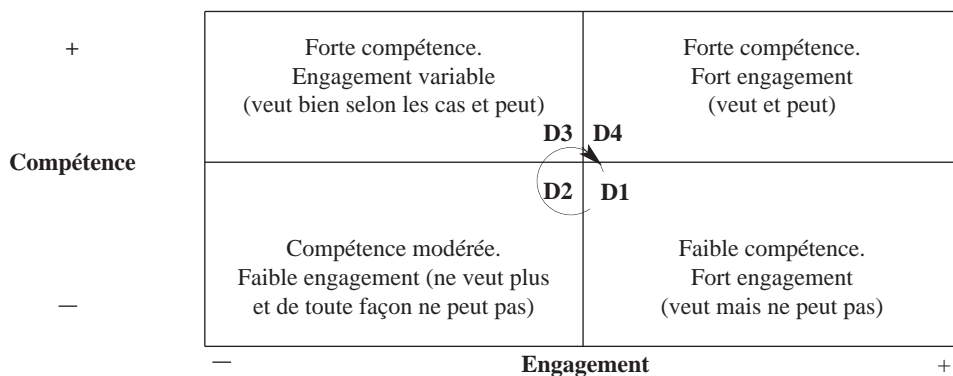 +
Forte compétence.
Engagement variable
(veut bien selon les cas et peut)
Forte compétence.
Fort engagement
(veut et peut)
D3
D4
Compétence
D2
D1
Compétence modérée.
Faible engagement (ne veut plus
et de toute façon ne peut pas)
Faible compétence.
Fort engagement
(veut mais ne peut pas)
—
—
Engagement
+